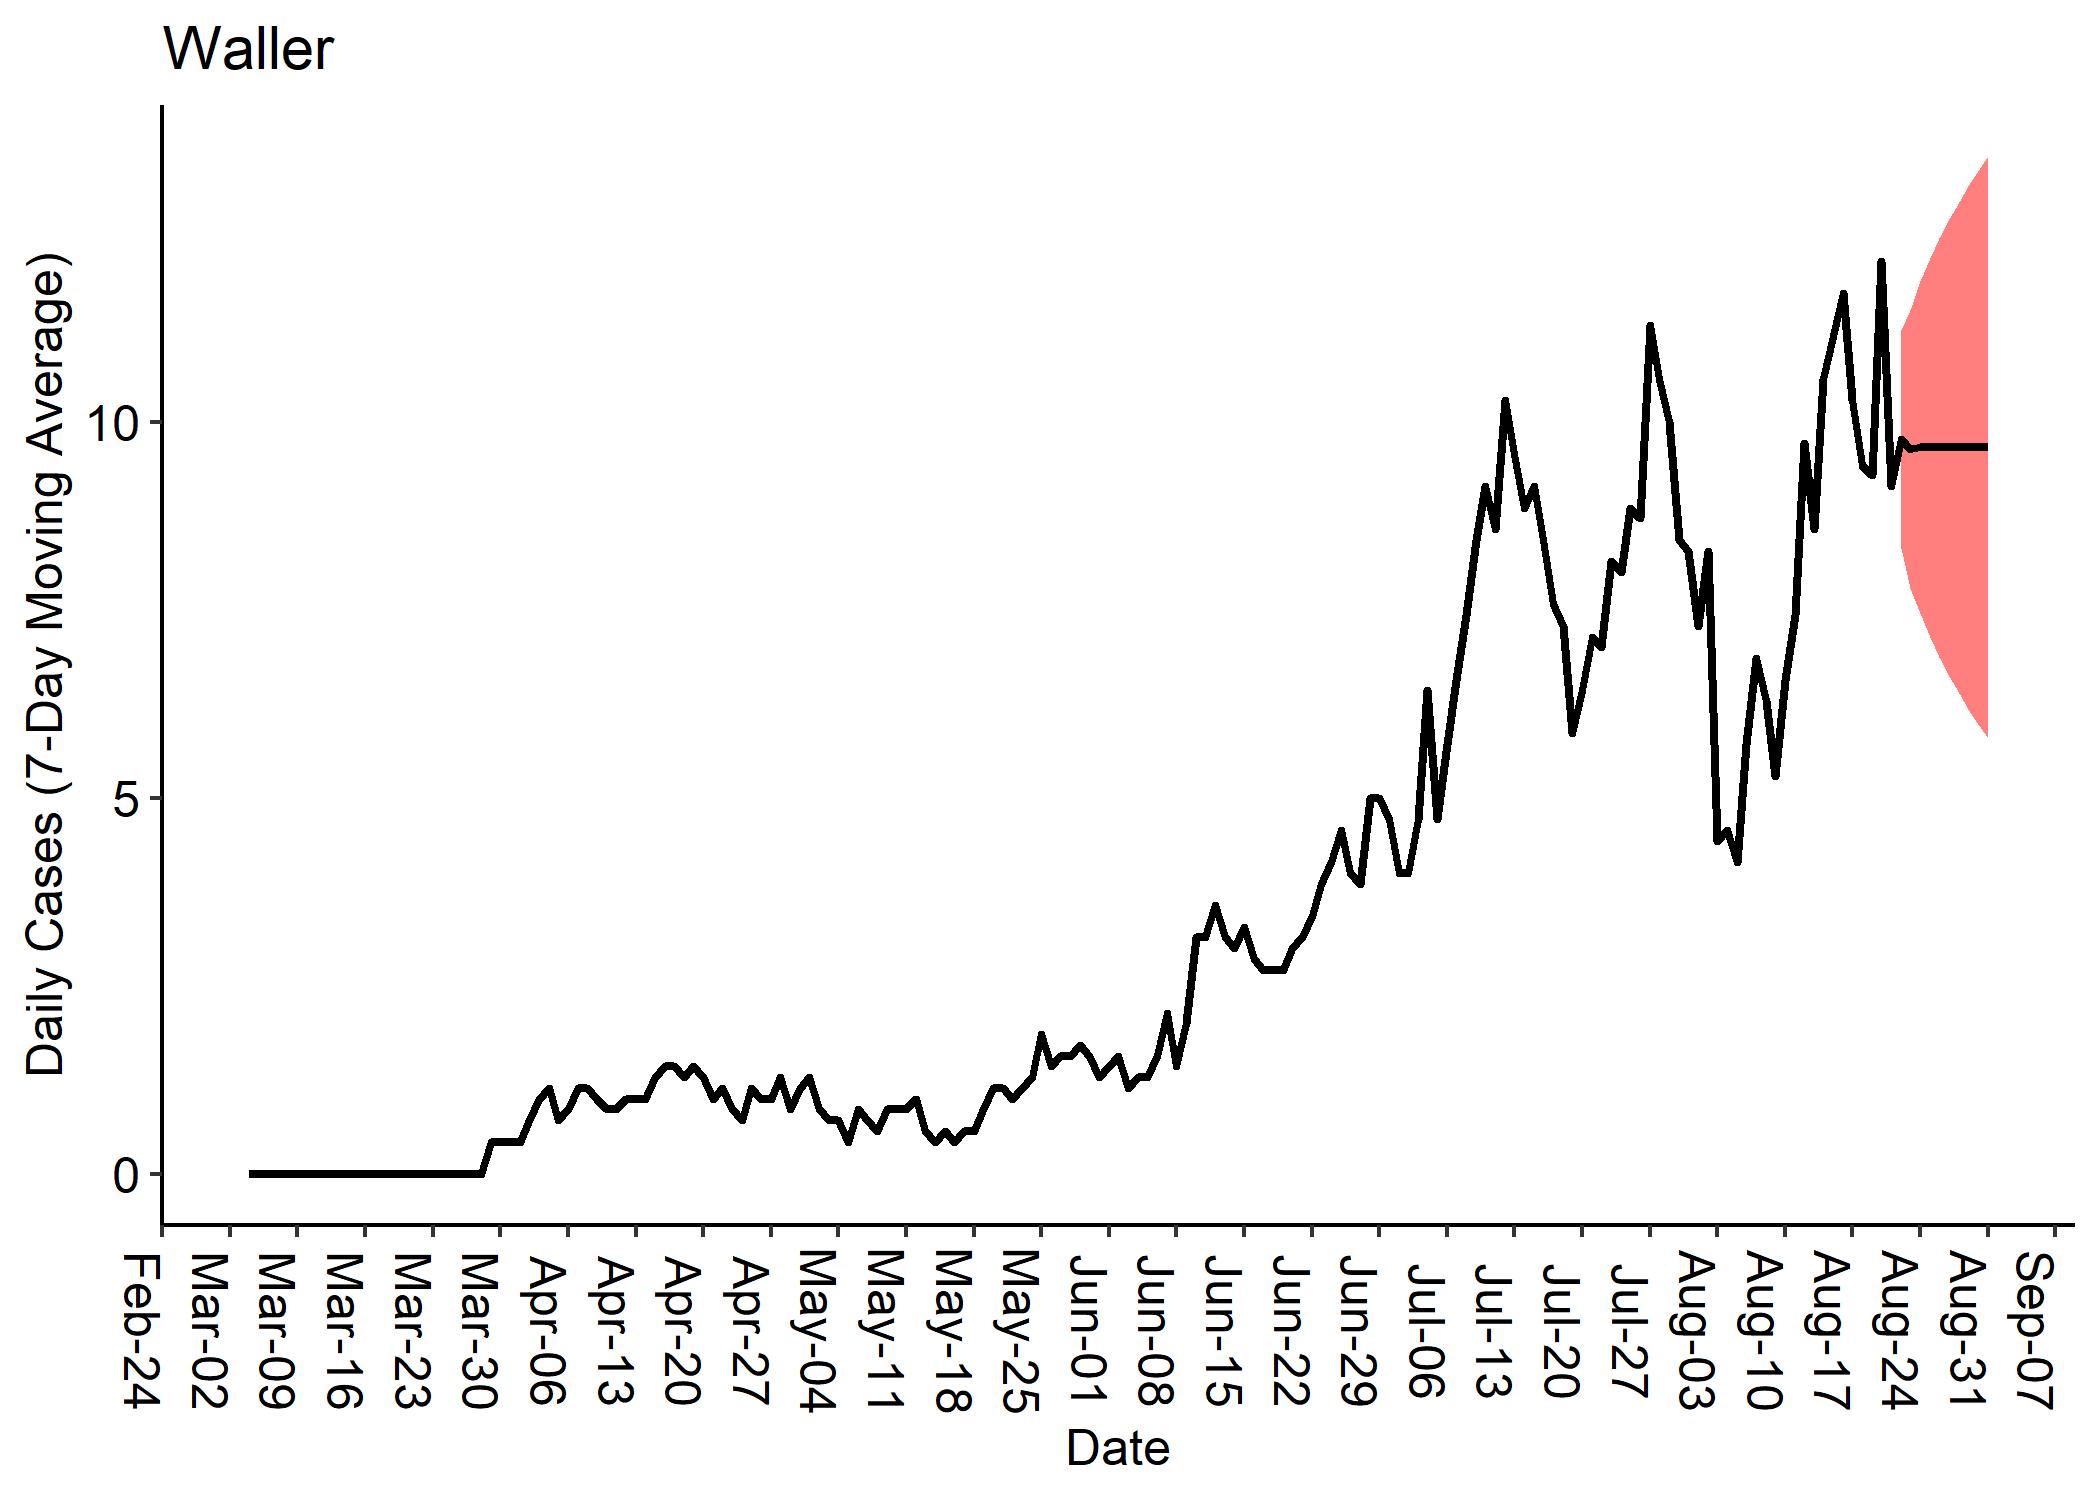 Waller
Daily Cases (7-Day Moving Average)
10
5
0
Feb-24
Mar-02
Mar-09
Mar-16
Mar-23
Mar-30
Apr-06
Apr-13
Apr-20
Apr-27
May-04
May-11
May-18
May-25
Jun-01
Jun-08
Jun-15
Jun-22
Jun-29
Jul-06
Jul-13
Jul-20
Jul-27
Aug-03
Aug-10
Aug-17
Aug-24
Aug-31
Sep-07
Date